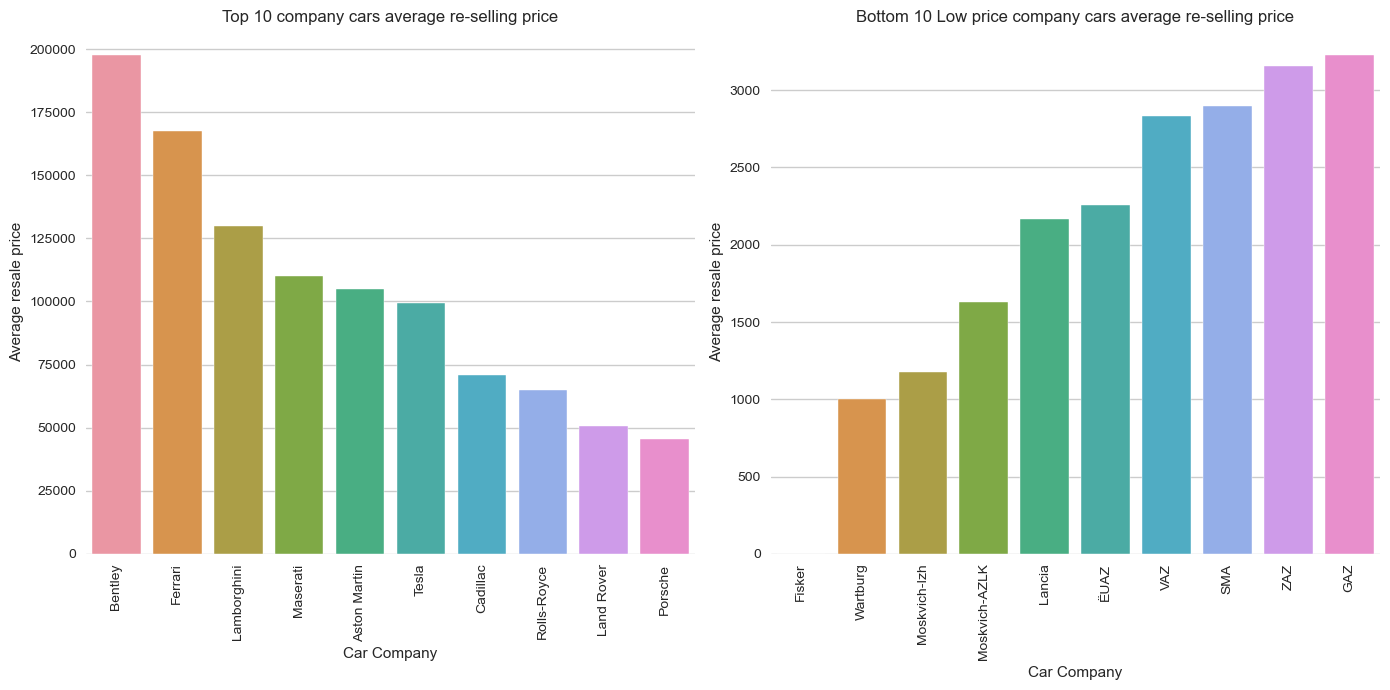 Top 10 company cars average re-selling price
Average resale price
200000
175000
150000
125000
100000
75000
50000
25000
0
Bentley
Ferrari
Lamborghini
Maserati
Aston Martin
Tesla
Cadillac
Rolls-Royce
Land Rover
Porsche
Car Company
Bottom 10 Low price company cars average re-selling price
Average resale price
3000
2500
2000
1500
1000
500
0
Fisker
Wartburg
Moskvich-Izh
Moskvich-AZLK
Lancia
ËUAZ
VAZ
SMA
ZAZ
GAZ
Car Company